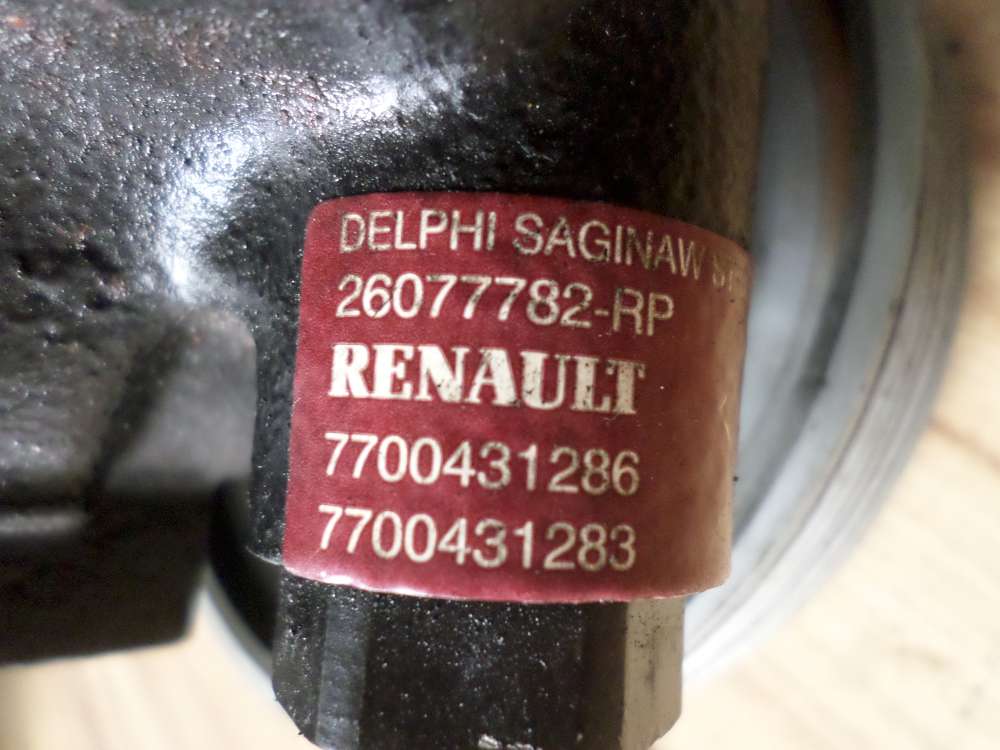 DELPHI SAGINAW
26077782-RP
RENAULT
7700431286
7700431283